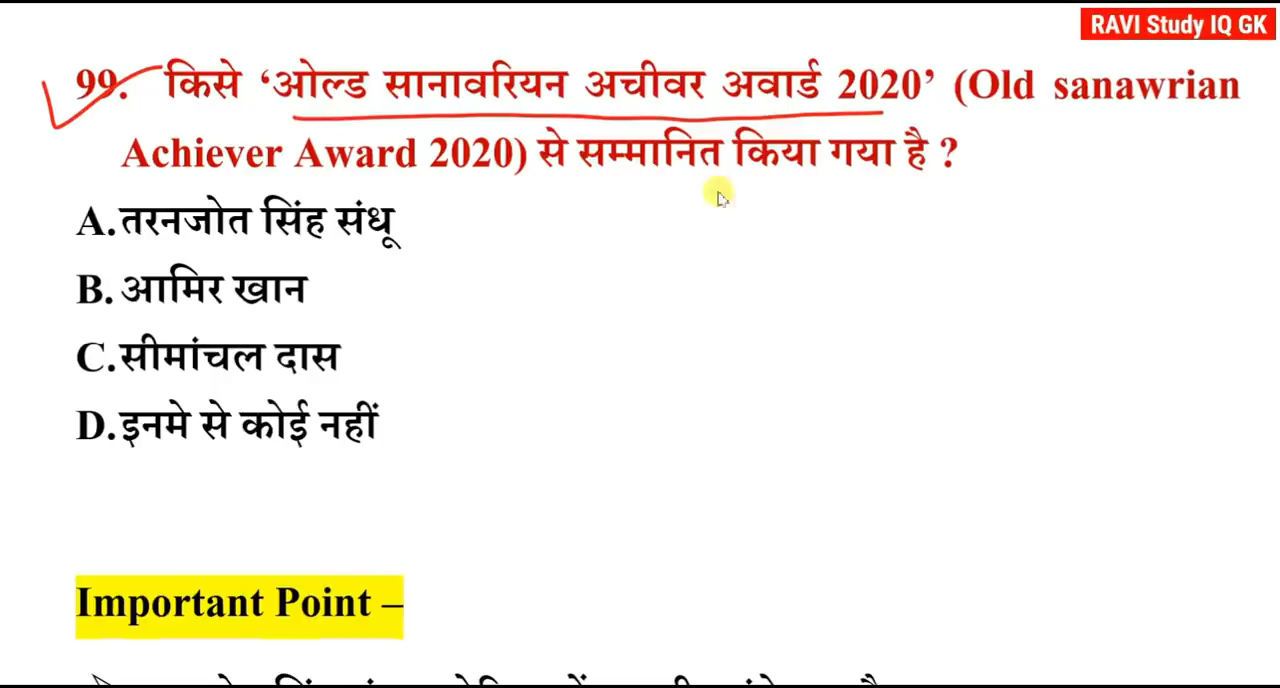 RAVI Study IQ GK
99. किसे ‘ओल्ड सानावरियन अचीवर अवार्ड 2020’ (Old sanawrian
Achiever Award 2020) से सम्मानित किया गया है ?
A.तरनजोत सिंह संधू
B. आमिर खान
C.सीमांचल दास
D.इनमे से कोई नहीं
Important Point –